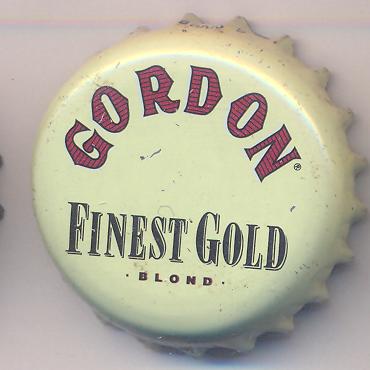 GORDON®
FINEST GOLD
· BLOND ·